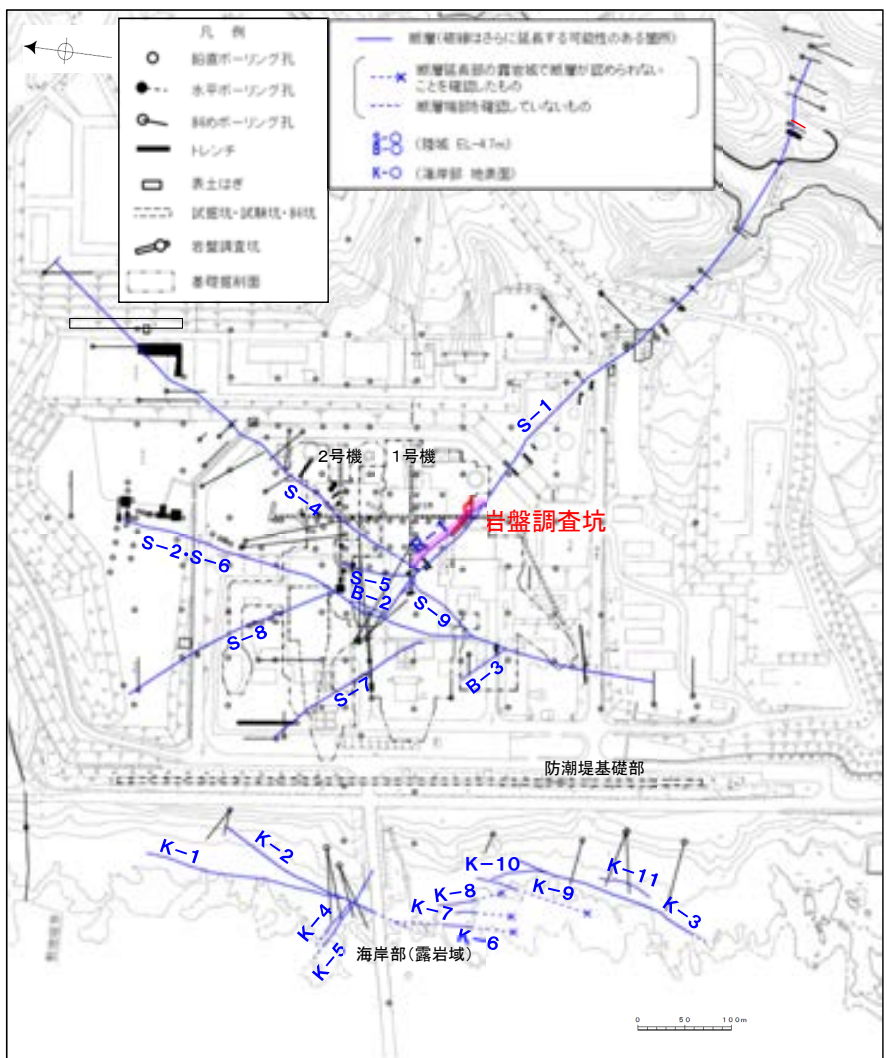 凡 例
鉛直ボーリング孔
水平ボーリング孔
斜めボーリング孔
トレンチ
表土はぎ
試掘坑・試験坑・斜坑
岩盤調査坑
基礎掘削面
断層(破線はさらに延長する可能性のある箇所)
断層延長部の露岩域で断層が認められない
ことを確認したもの
断層端部を確認していないもの
S-○
B-○
(陸域 EL-4.7m)
K-○
(海岸部 地表面)
S-1
2号機
1号機
S-4
B-1
岩盤調査坑
S-2・S-6
S-5
B-2
S-9
S-8
B-3
S-7
防潮堤基礎部
K-1
K-2
K-10
K-11
K-8
K-9
K-7
K-3
K-4
K-6
K-5
海岸部(露岩域)
0 50 100m